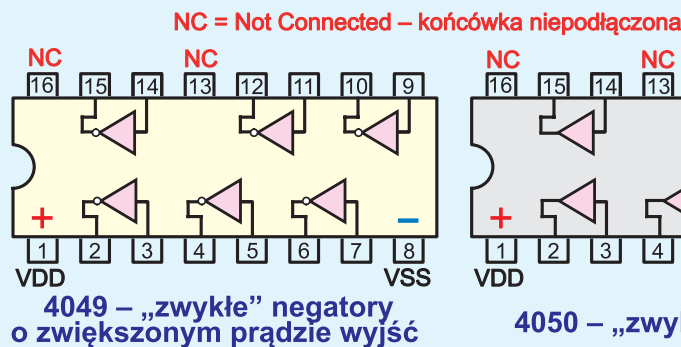 NC = Not Connected – końcówka niepodłączona
NC NC
16 15 14 13 12 11 10 9
+ –
1 2 3 4 5 6 7 8
VDD VSS
4049 – „zwykłe” negatory
o zwiększonym prądzie wyjść
NC NC
16 15 14 13
+
1 2 3 4
VDD
4050 – „zwy